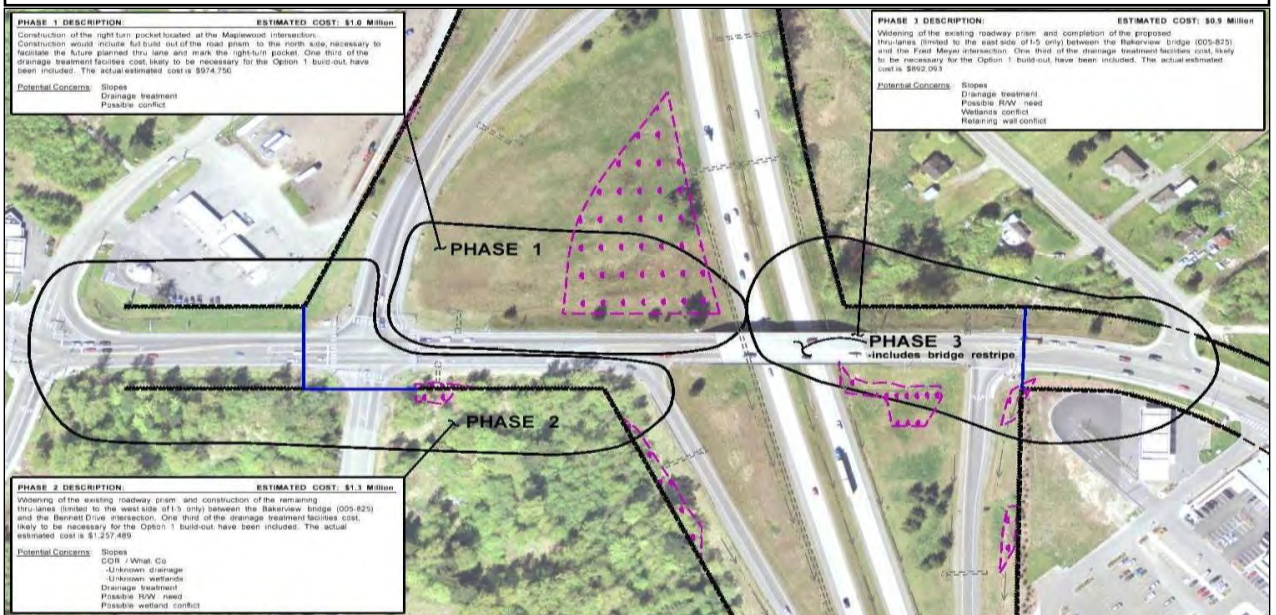 PHASE 1 DESCRIPTION: ESTIMATED COST: $1.0 Million
Construction of the right turn pocket located at the Maplewood intersection.
Construction would include full build out of the road prism to the north side, necessary to
facilitate the future planned thru lane and mark the right-turn pocket. One third of the
drainage treatment facilities cost, likely to be necessary for the Option 1 build-out, have
been included. The actual estimated cost is $974,750
Potential Concerns: Slopes
Drainage treatment
Possible conflict
PHASE 3 DESCRIPTION: ESTIMATED COST: $0.9 Million
Widening of the existing roadway prism and completion of the proposed
thru-lanes (limited to the east side of I-5 only) between the Bakerview bridge (005-825)
and the Fred Meyer intersection. One third of the drainage treatment facilities cost, likely
to be necessary for the Option 1 build-out, have been included. The actual estimated
cost is $892,093
Potential Concerns: Slopes
Drainage treatment
Possible R/W need
Wetlands conflict
Retaining wall conflict
PHASE 1
PHASE 3
-includes bridge restripe
PHASE 2
PHASE 2 DESCRIPTION: ESTIMATED COST: $1.3 Million
Widening of the existing roadway prism and construction of the remaining
thru-lanes (limited to the west side of I-5 only) between the Bakerview bridge (005-825)
and the Bennett Drive intersection. One third of the drainage treatment facilities cost,
likely to be necessary for the Option 1 build-out, have been included. The actual
estimated cost is $1,257,489
Potential Concerns: Slopes
COB / What. Co
-Unknown drainage
-Unknown wetlands
Drainage treatment
Possible R/W need
Possible wetland conflict